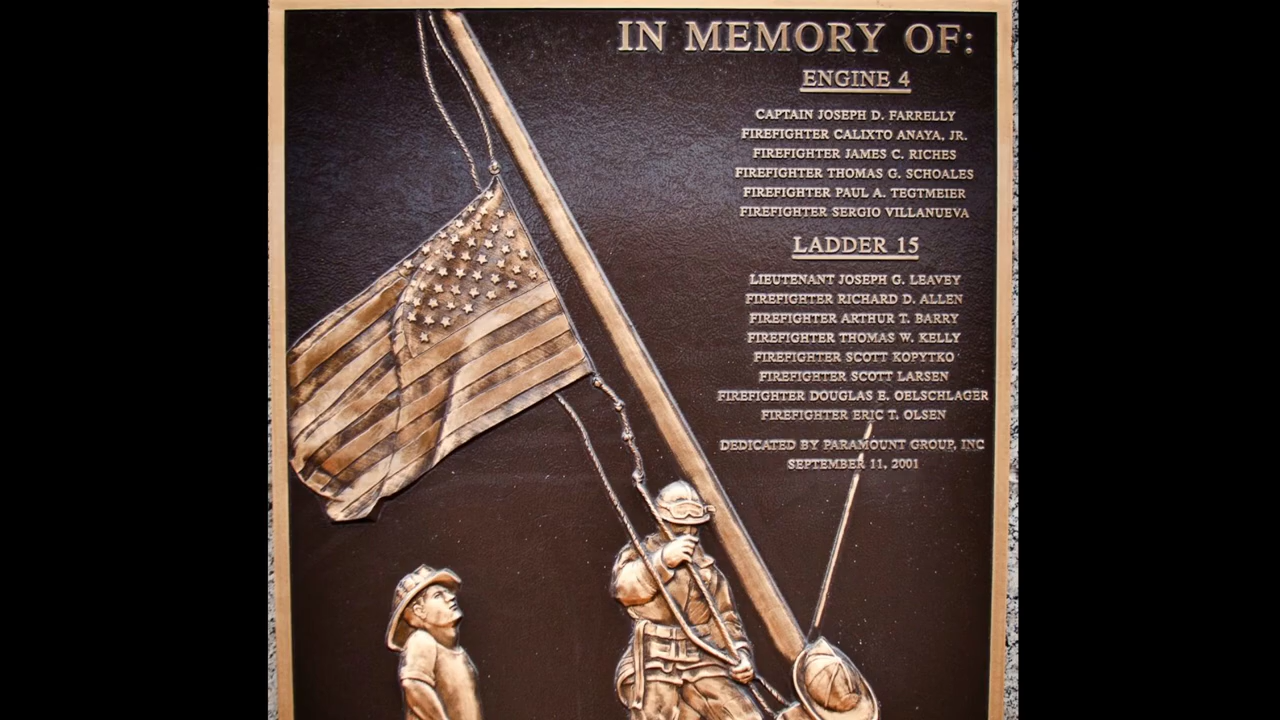 IN MEMORY OF:
ENGINE 4
CAPTAIN JOSEPH D. FARRELLY
FIREFIGHTER CALIXTO ANAYA, JR.
FIREFIGHTER JAMES C. RICHES
FIREFIGHTER THOMAS G. SCHOALES
FIREFIGHTER PAUL A. TEGTMEIER
FIREFIGHTER SERGIO VILLANUEVA
LADDER 15
LIEUTENANT JOSEPH G. LEAVEY
FIREFIGHTER RICHARD D. ALLEN
FIREFIGHTER ARTHUR T. BARRY
FIREFIGHTER THOMAS W. KELLY
FIREFIGHTER SCOTT KOPYTKO
FIREFIGHTER SCOTT LARSEN
FIREFIGHTER DOUGLAS E. OELSCHLAGER
FIREFIGHTER ERIC T. OLSEN
DEDICATED BY PARAMOUNT GROUP, INC
SEPTEMBER 11, 2001